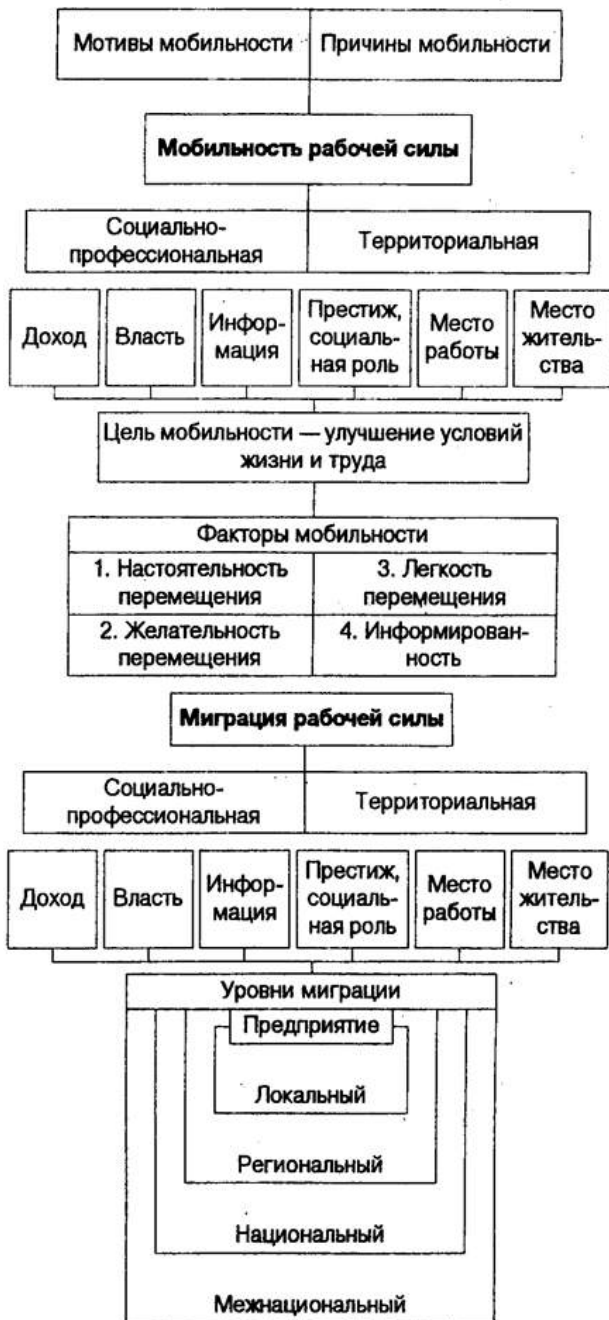 Мотивы мобильности
Причины мобильности
Мобильность рабочей силы
Социально-
профессиональная
Территориальная
Доход
Власть
Инфор-
мация
Престиж,
социаль-
ная роль
Место
работы
Место
житель-
ства
Цель мобильности — улучшение условий
жизни и труда
Факторы мобильности
1. Настоятельность
перемещения
3. Легкость
перемещения
2. Желательность
перемещения
4. Информирован-
ность
Миграция рабочей силы
Социально-
профессиональная
Территориальная
Доход
Власть
Инфор-
мация
Престиж,
социаль-
ная роль
Место
работы
Место
житель-
ства
Уровни миграции
Предприятие
Локальный
Региональный
Национальный
Межнациональный